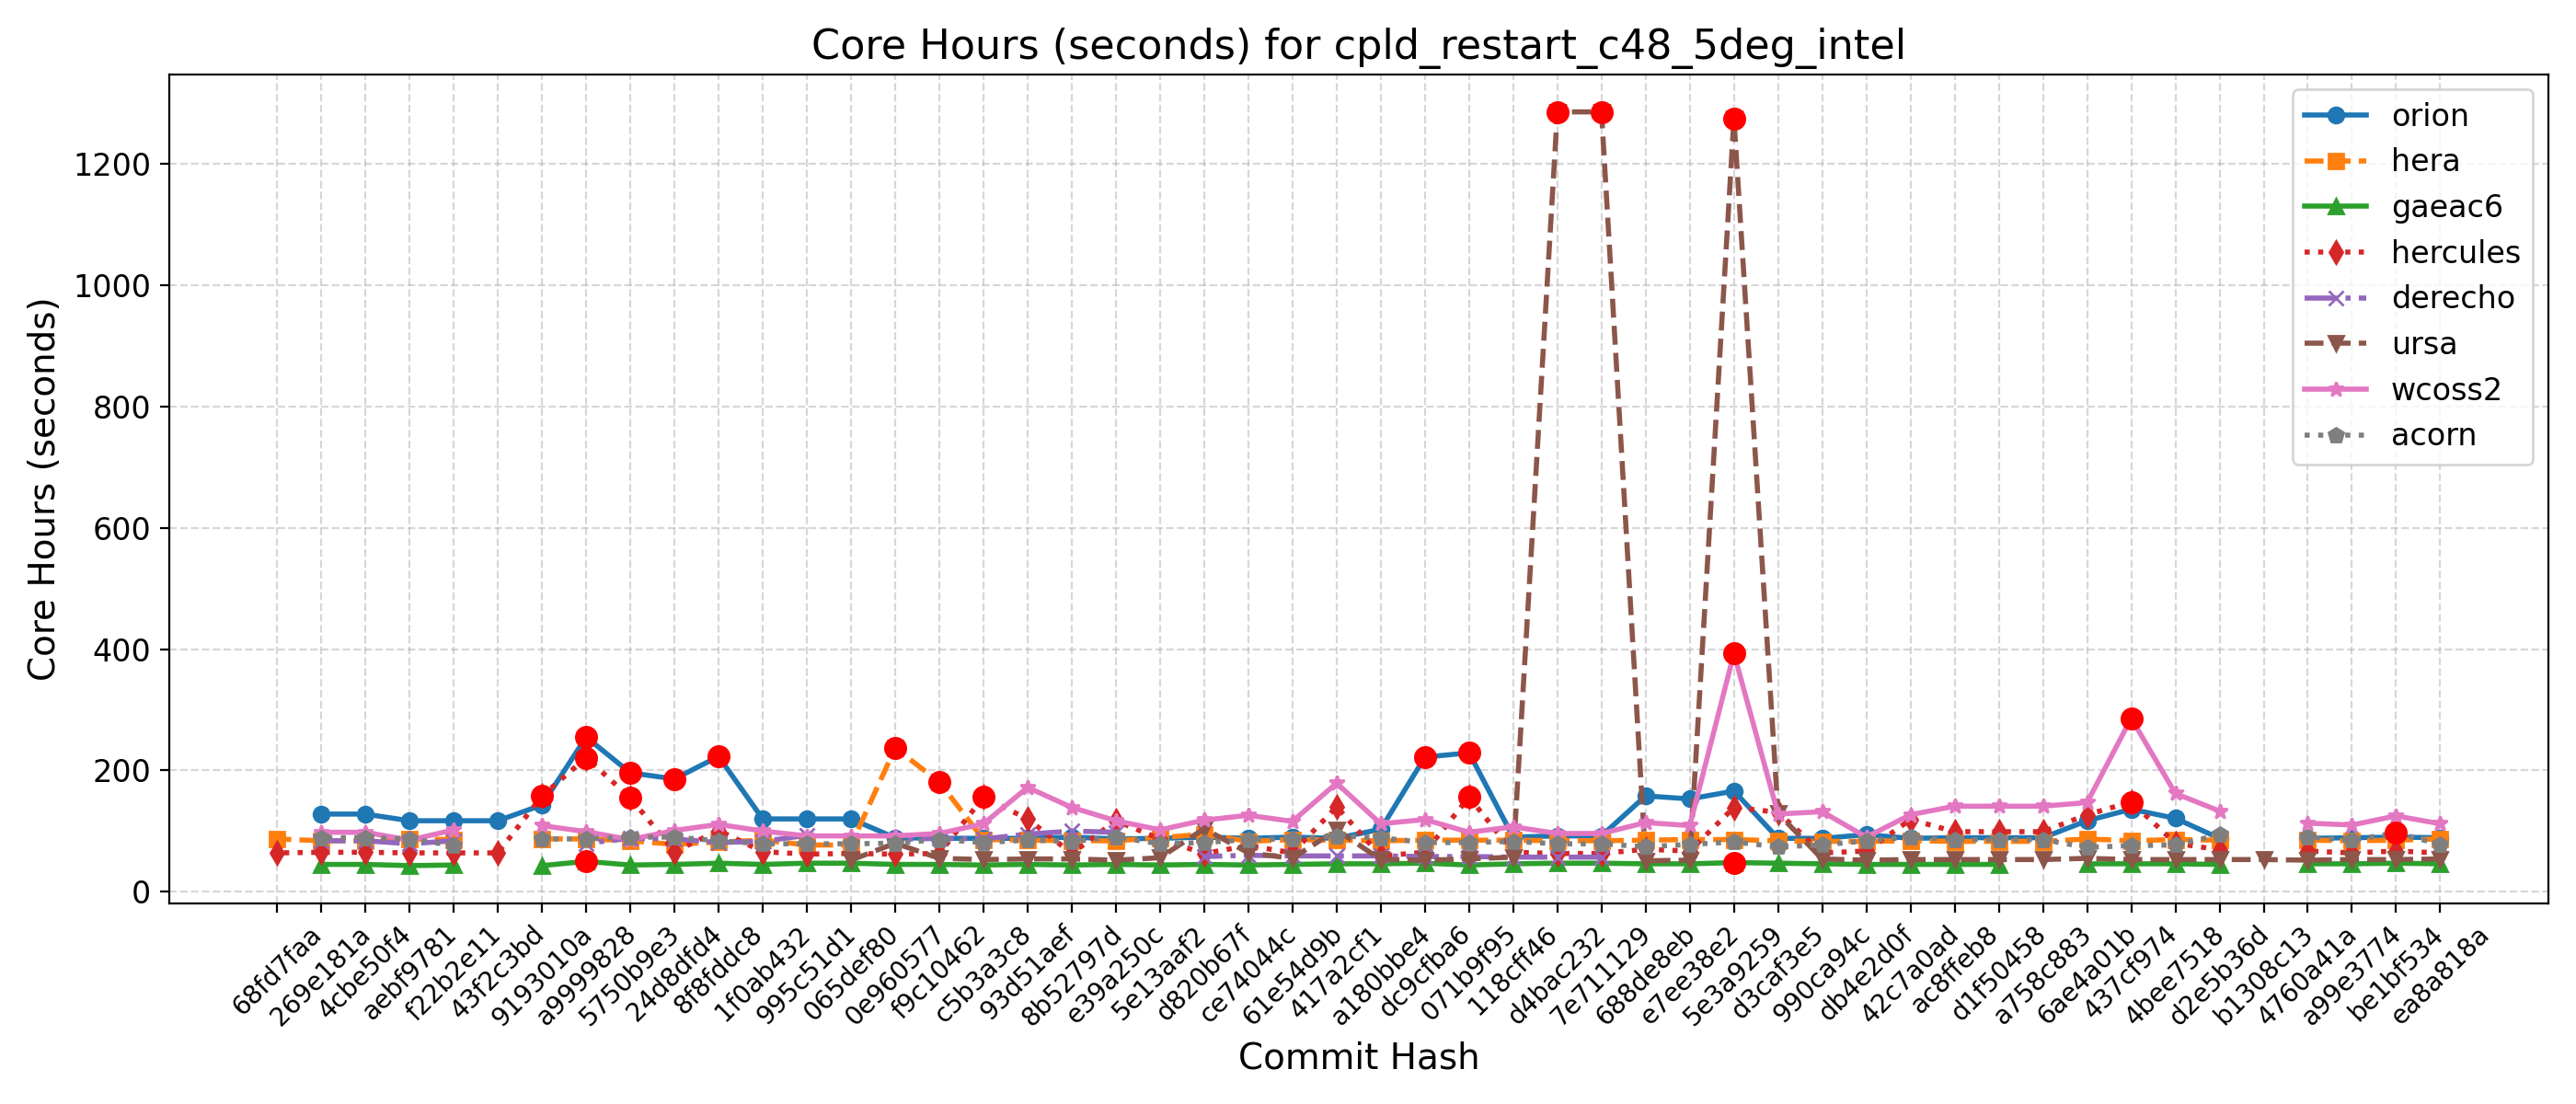 Core Hours (seconds) for cpld_restart_c48_5deg_intel
Core Hours (seconds)
1200
1000
800
600
400
200
0
orion
hera
gaeac6
hercules
derecho
ursa
wcoss2
acorn
68fd7faa
269e181a
4cbe50f4
aebf9781
f22b2e11
43f2c3bd
9193010a
a9999828
5750b9e3
24d8dfd4
8f8fddc8
1f0ab432
995c51d1
065def80
0e960577
f9c10462
c5b3a3c8
93d51aef
8b52797d
e39a250c
5e13aaf2
d820b67f
ce74044c
61e54d9b
417a2cf1
a180bbe4
dc9cfba6
071b9f95
118cff46
d4bac232
7e711129
688de8eb
e7ee38e2
5e3a9259
d3caf3e5
990ca94c
db4e2d0f
42c7a0ad
ac8ffeb8
d1f50458
a758c883
6ae4a01b
437cf974
4bee7518
d2e5b36d
b1308c13
4760a41a
a99e3774
be1bf534
ea8a818a
Commit Hash